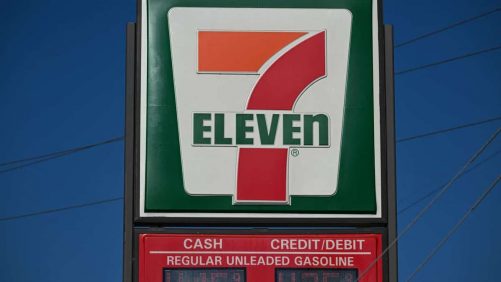 7
ELEVEn
®
CASH CREDIT/DEBIT
REGULAR UNLEADED GASOLINE